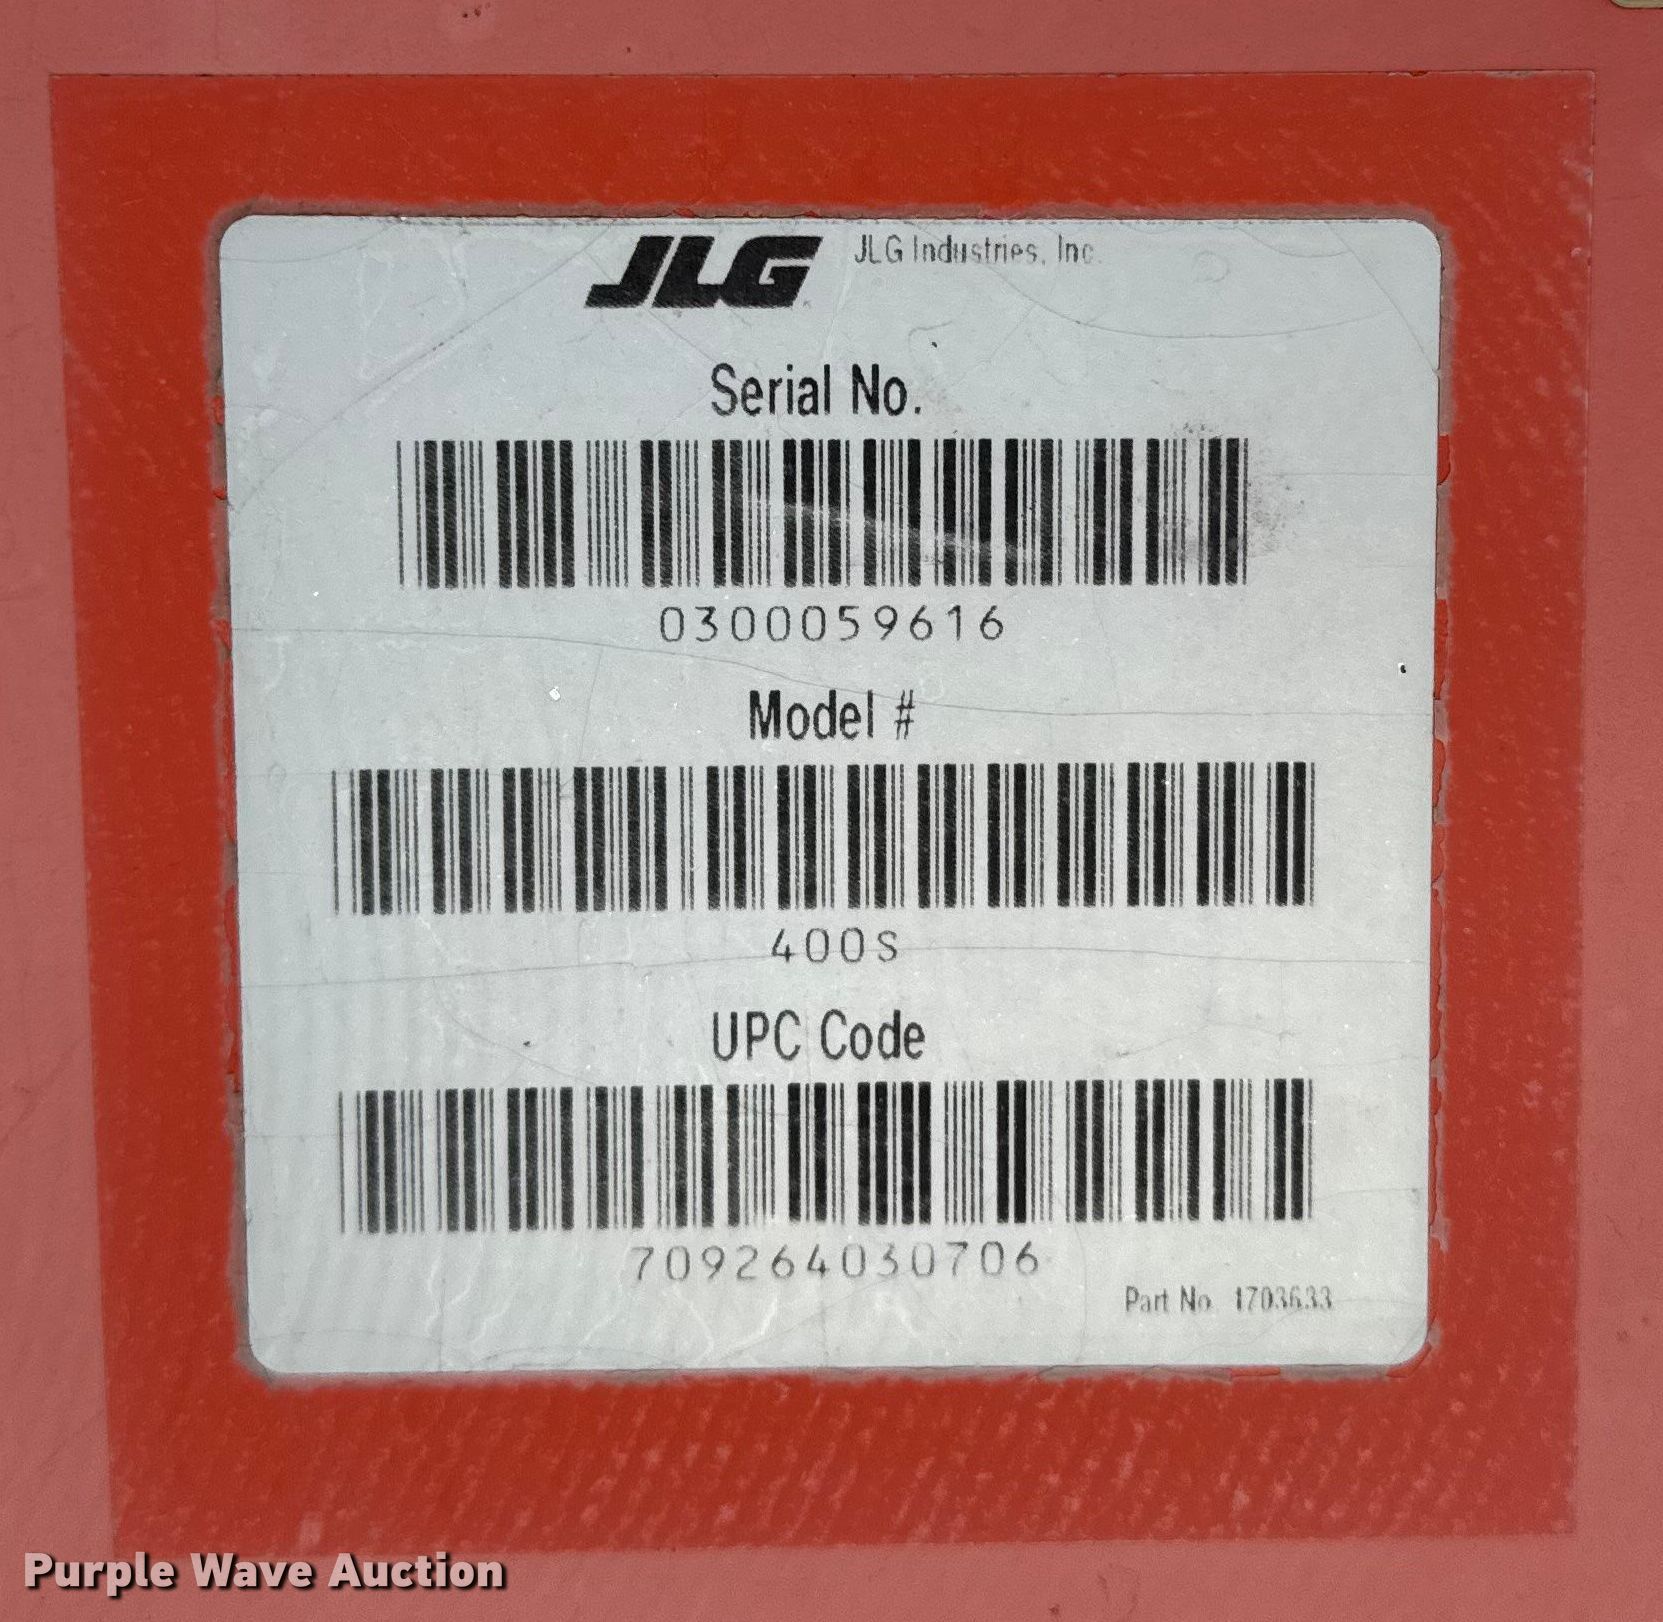 JLG JLG Industries, Inc.
Serial No.
0300059616
Model #
400S
UPC Code
709264030706
Part No. 1703633
Purple Wave Auction